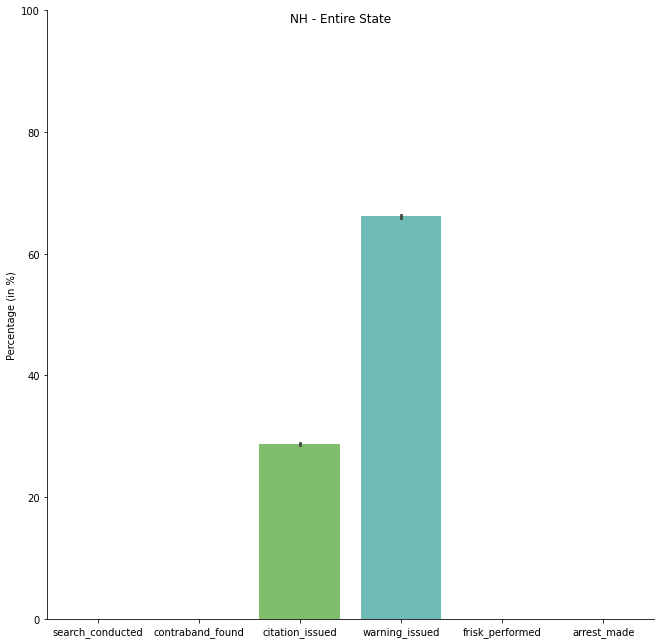 NH - Entire State
100
80
60
40
20
0
Percentage (in %)
search_conducted contraband_found citation_issued warning_issued frisk_performed arrest_made